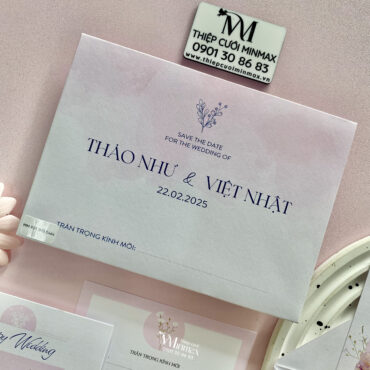 THIỆP CƯỚI MINMAX
0901 30 86 83
www.thiepcuoiminmax.vn
SAVE THE DATE
FOR THE WEDDING OF
THẢO NHƯ & VIỆT NHẬT
22.02.2025
TRÂN TRỌNG KÍNH MỜI:
Wedding
Minmax
TRÂN TRỌNG KÍNH MỜI